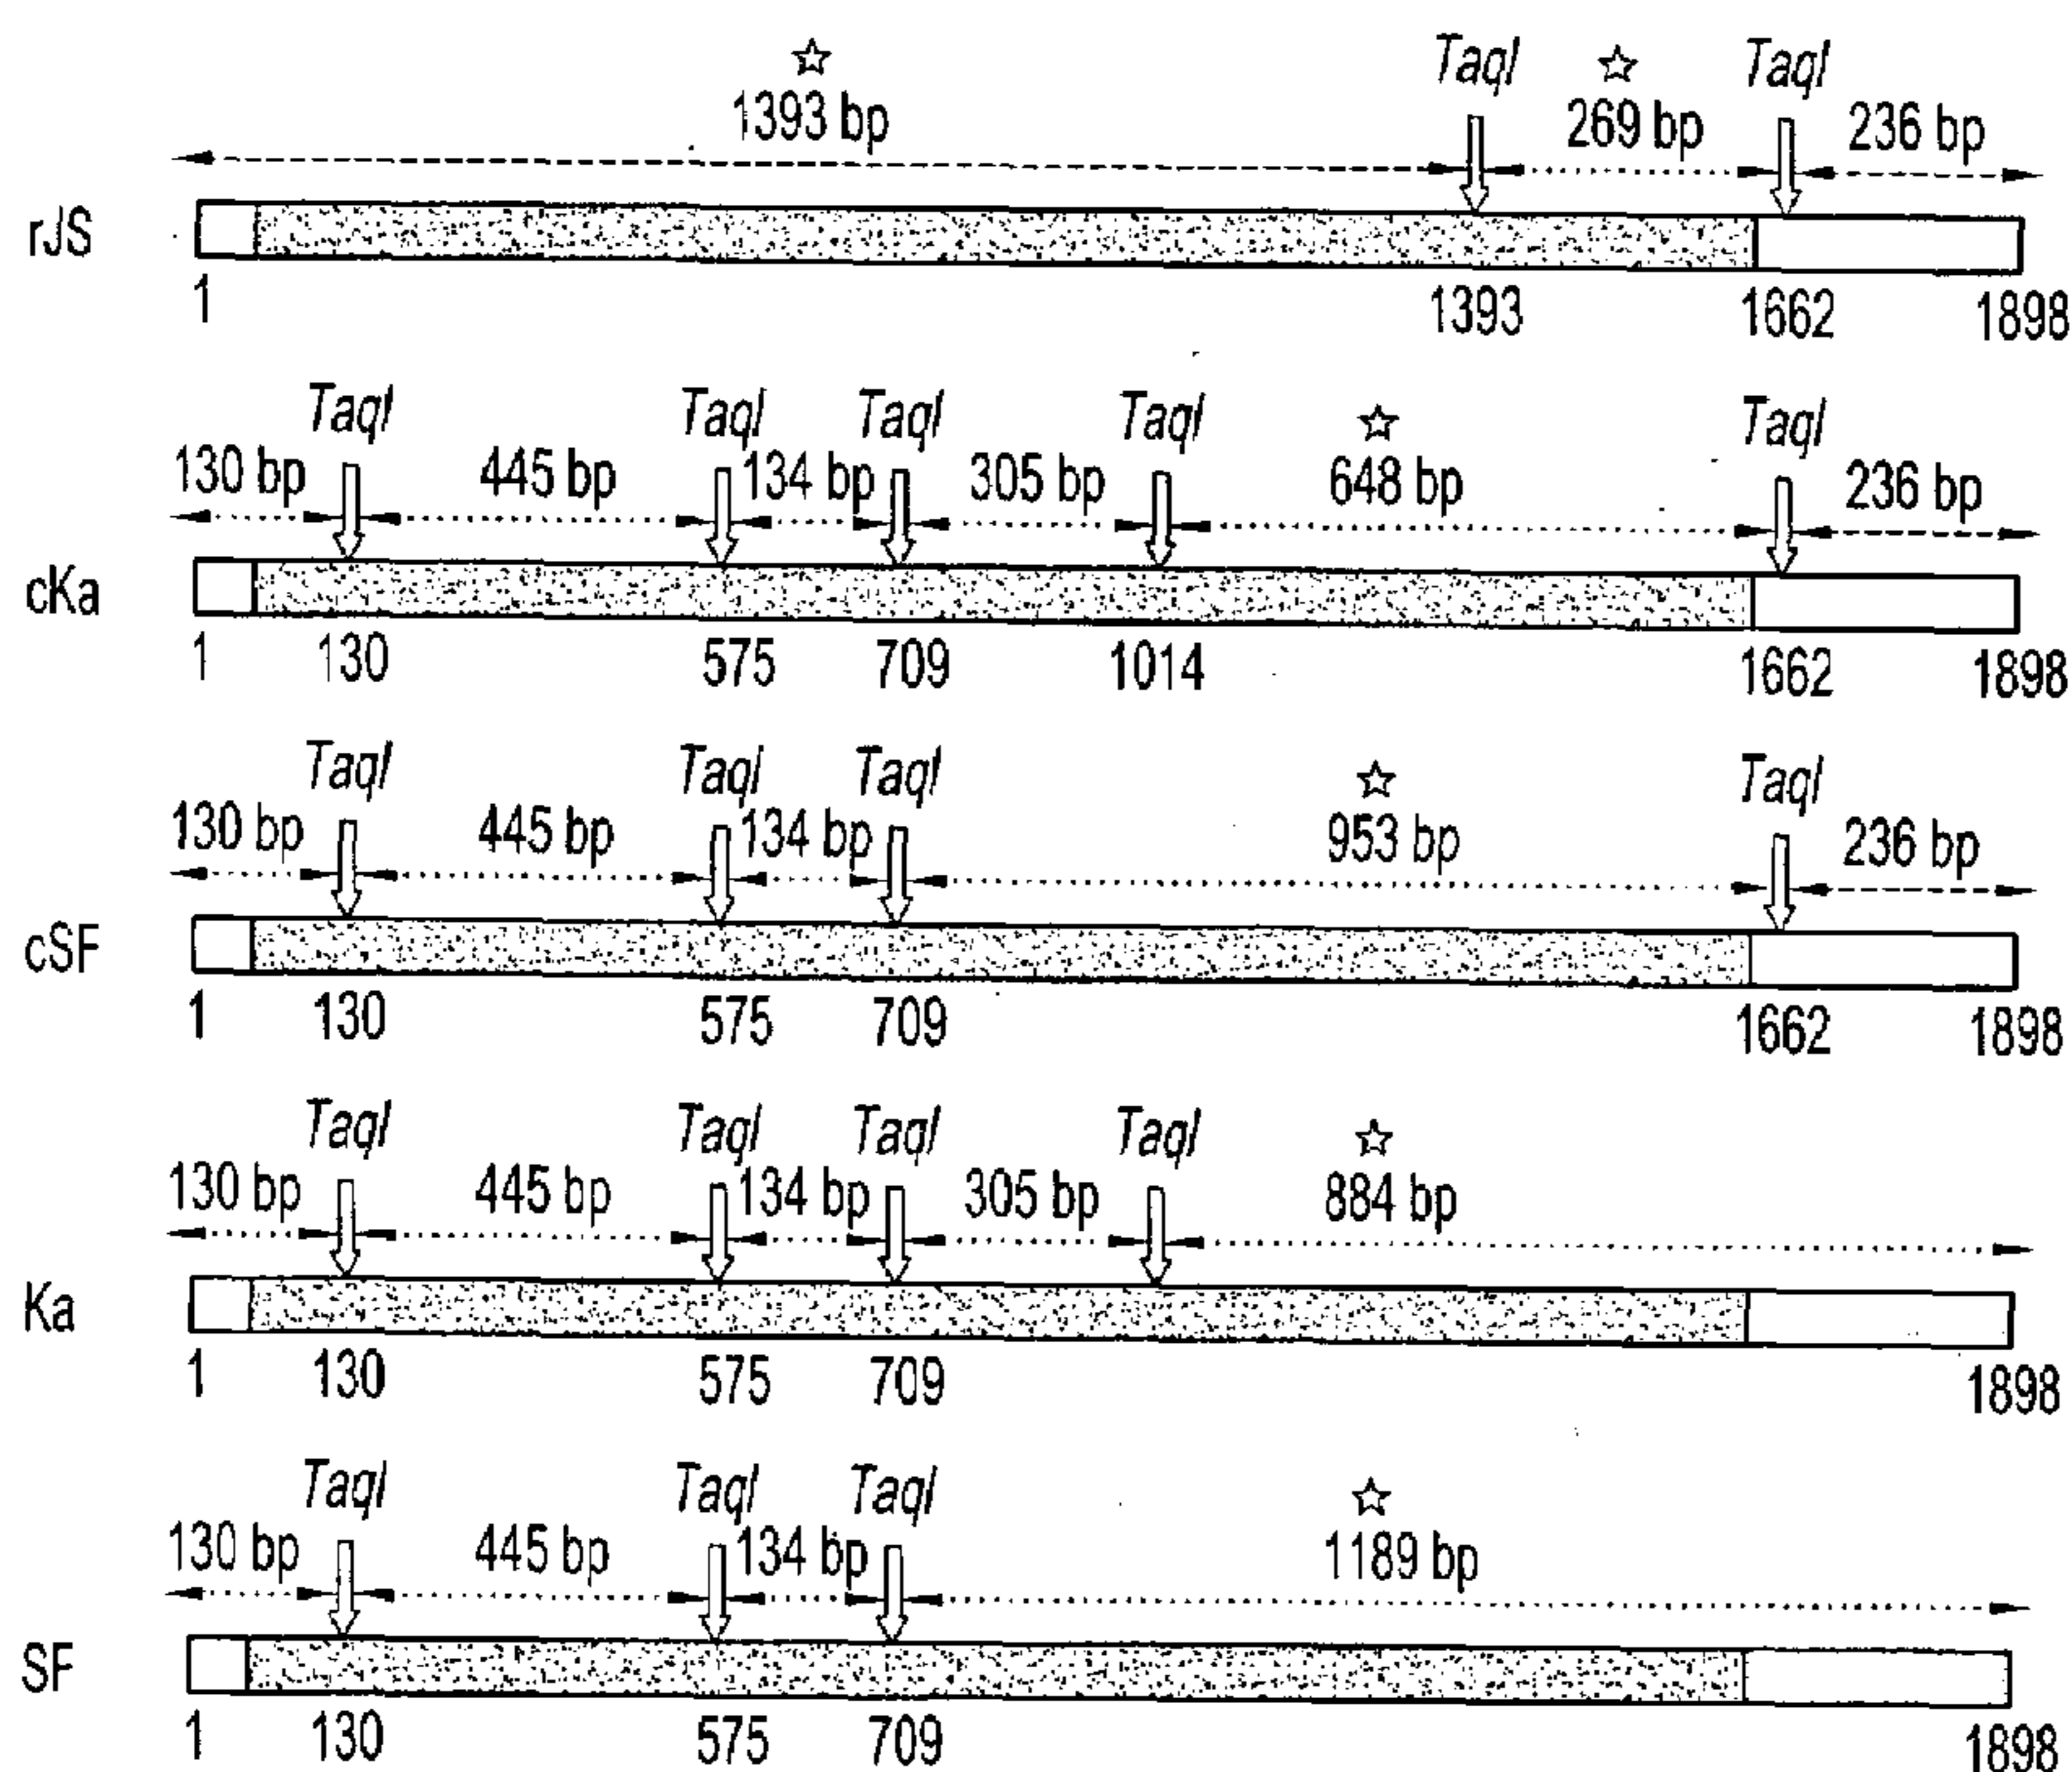 TaqI TaqI
1393 bp 269 bp 236 bp
rJS
1 1393 1662 1898
TaqI TaqI TaqI TaqI TaqI
130 bp 445 bp 134 bp 305 bp 648 bp 236 bp
cKa
1 130 575 709 1014 1662 1898
TaqI TaqI TaqI TaqI
130 bp 445 bp 134 bp 953 bp 236 bp
cSF
1 130 575 709 1662 1898
TaqI TaqI TaqI TaqI
130 bp 445 bp 134 bp 305 bp 884 bp
Ka
1 130 575 709 1898
TaqI TaqI TaqI
130 bp 445 bp 134 bp 1189 bp
SF
1 130 575 709 1898